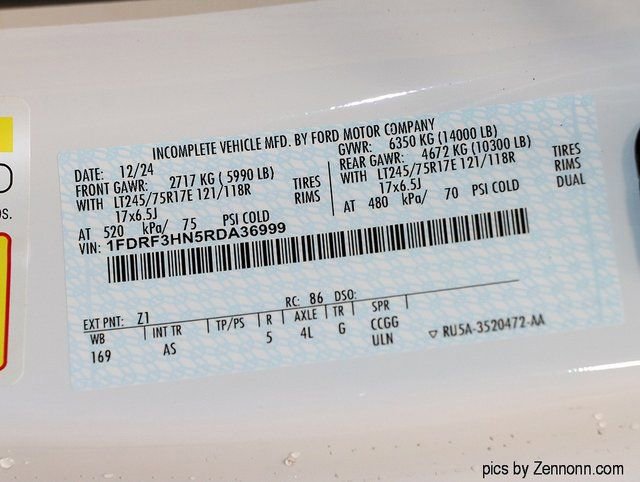 INCOMPLETE VEHICLE MFD. BY FORD MOTOR COMPANY
DATE: 12/24 GVWR: 6350 KG (14000 LB)
FRONT GAWR: 2717 KG ( 5990 LB) REAR GAWR: 4672 KG (10300 LB)
WITH LT245/75R17E 121/118R TIRES WITH LT245/75R17E 121/118R TIRES
17x6.5J RIMS 17x6.5J RIMS
AT 520 kPa/ 75 PSI COLD AT 480 kPa/ 70 PSI COLD DUAL
VIN: 1FDRF3HN5RDA36999
EXT PNT: Z1 RC: 86 DSO:
WB INT TR TP/PS R AXLE TR SPR
169 AS 5 4L G CCGG
ULN ▽ RU5A-3520472-AA
S.
pics by Zennonn.com